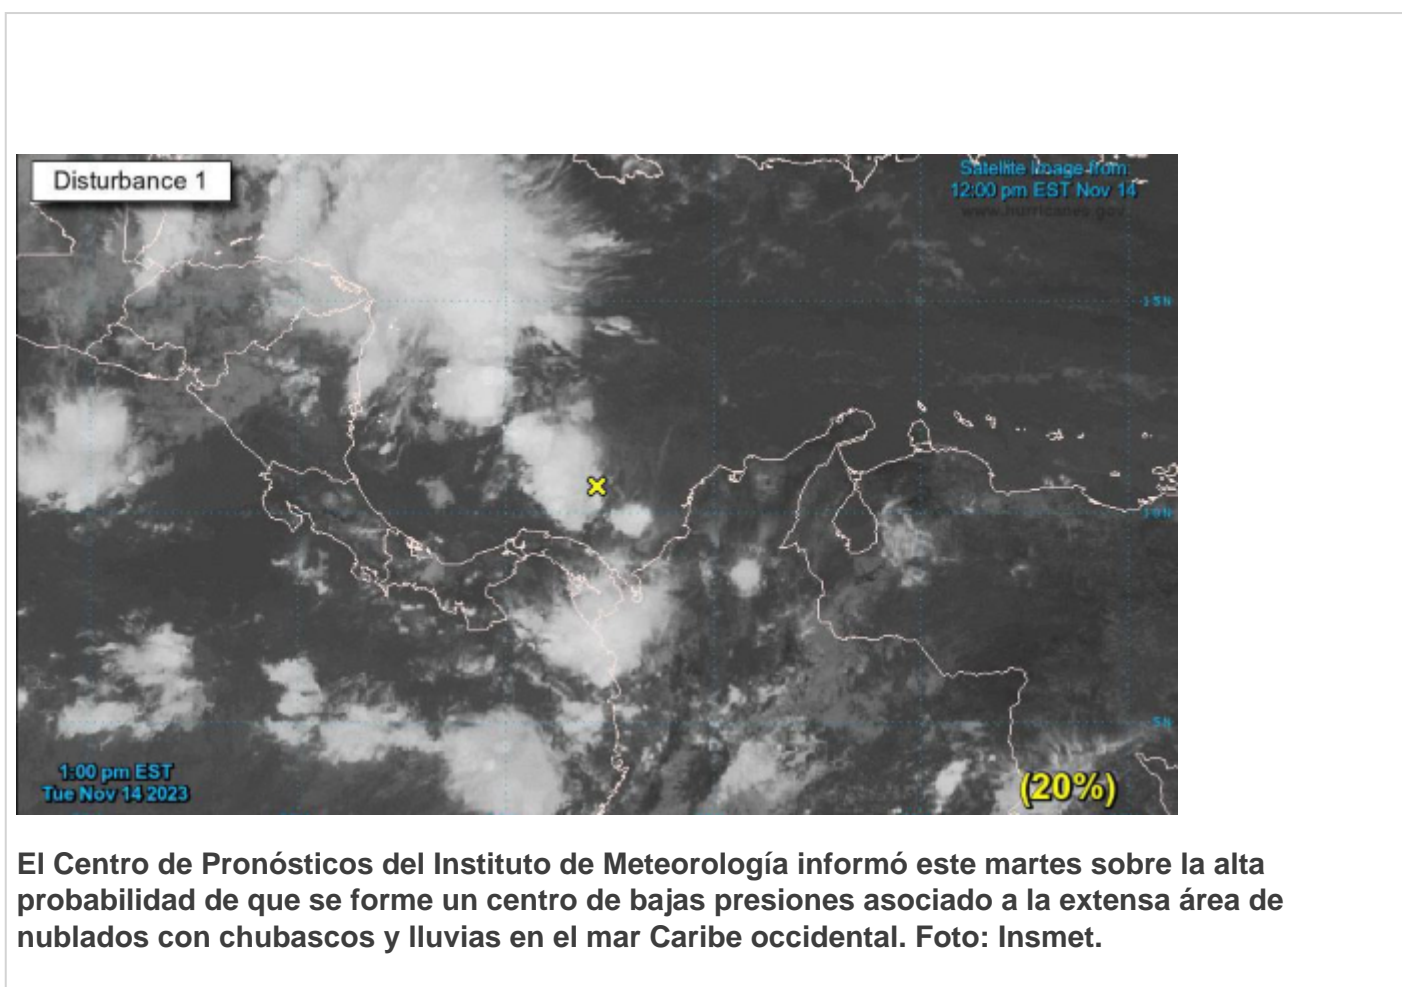 Disturbance 1
Satellite Image from
12:00 pm EST Nov 14
www.hurricanes.gov
15N
10N
5N
1:00 pm EST
Tue Nov 14 2023
(20%)
El Centro de Pronósticos del Instituto de Meteorología informó este martes sobre la alta
probabilidad de que se forme un centro de bajas presiones asociado a la extensa área de
nublados con chubascos y lluvias en el mar Caribe occidental. Foto: Insmet.